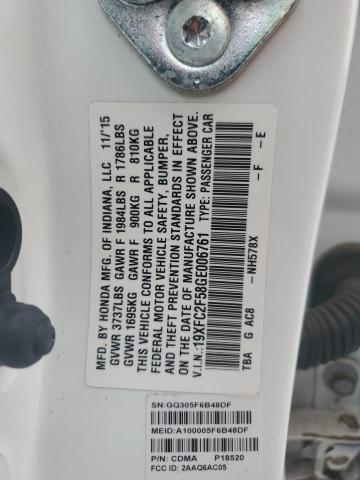 MFD. BY HONDA MFG. OF INDIANA, LLC 11/15
GVWR 3737LBS GAWR F 1984LBS R 1786LBS
GVWR 1695KG GAWR F 900KG R 810KG
THIS VEHICLE CONFORMS TO ALL APPLICABLE
FEDERAL MOTOR VEHICLE SAFETY, BUMPER,
AND THEFT PREVENTION STANDARDS IN EFFECT
ON THE DATE OF MANUFACTURE SHOWN ABOVE.
V.I.N.: 19XFC2F58GE006761 TYPE: PASSENGER CAR
TBA G AC8 -NH578X -F -E
SN:GQ305F6B48DF
MEID:A100005F6B48DF
P/N: CDMA P18520
FCC ID: 2AAQ6AC05